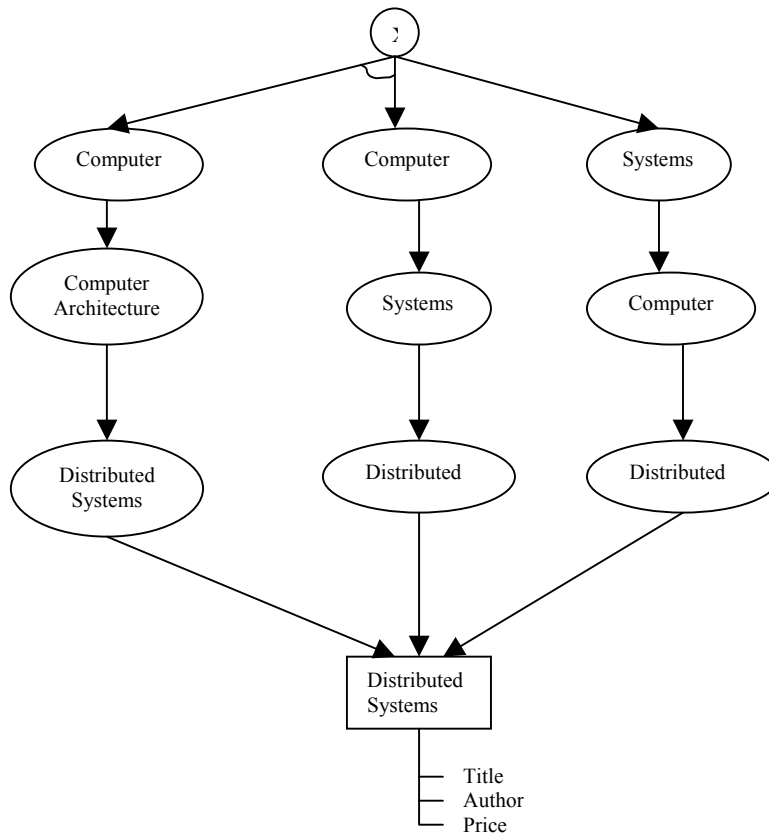 Computer
Computer
Systems
Computer
Architecture
Systems
Computer
Distributed
Systems
Distributed
Distributed
Distributed
Systems
Title
Author
Price